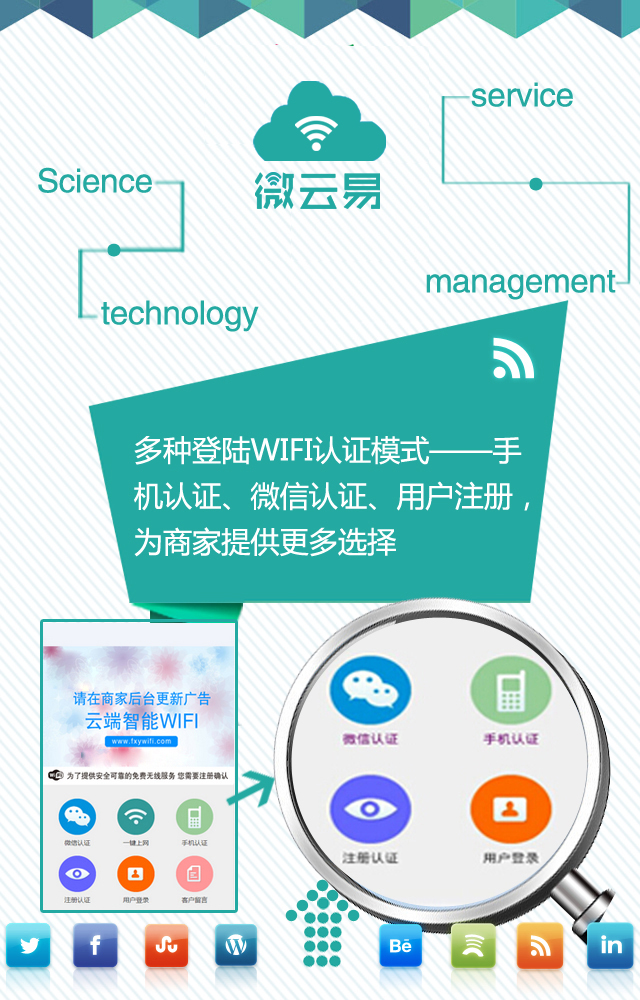 service
微云易
Science
management
technology
多种登陆WIFI认证模式——手
机认证、微信认证、用户注册，
为商家提供更多选择
请在商家后台更新广告
云端智能WIFI
www.fxywifi.com
WiFi 为了提供安全可靠的免费无线服务 您需要注册确认
微信认证 一键上网 手机认证
注册认证 用户登录 客户留言
微信认证 手机认证
注册认证 用户登录
Bē
in